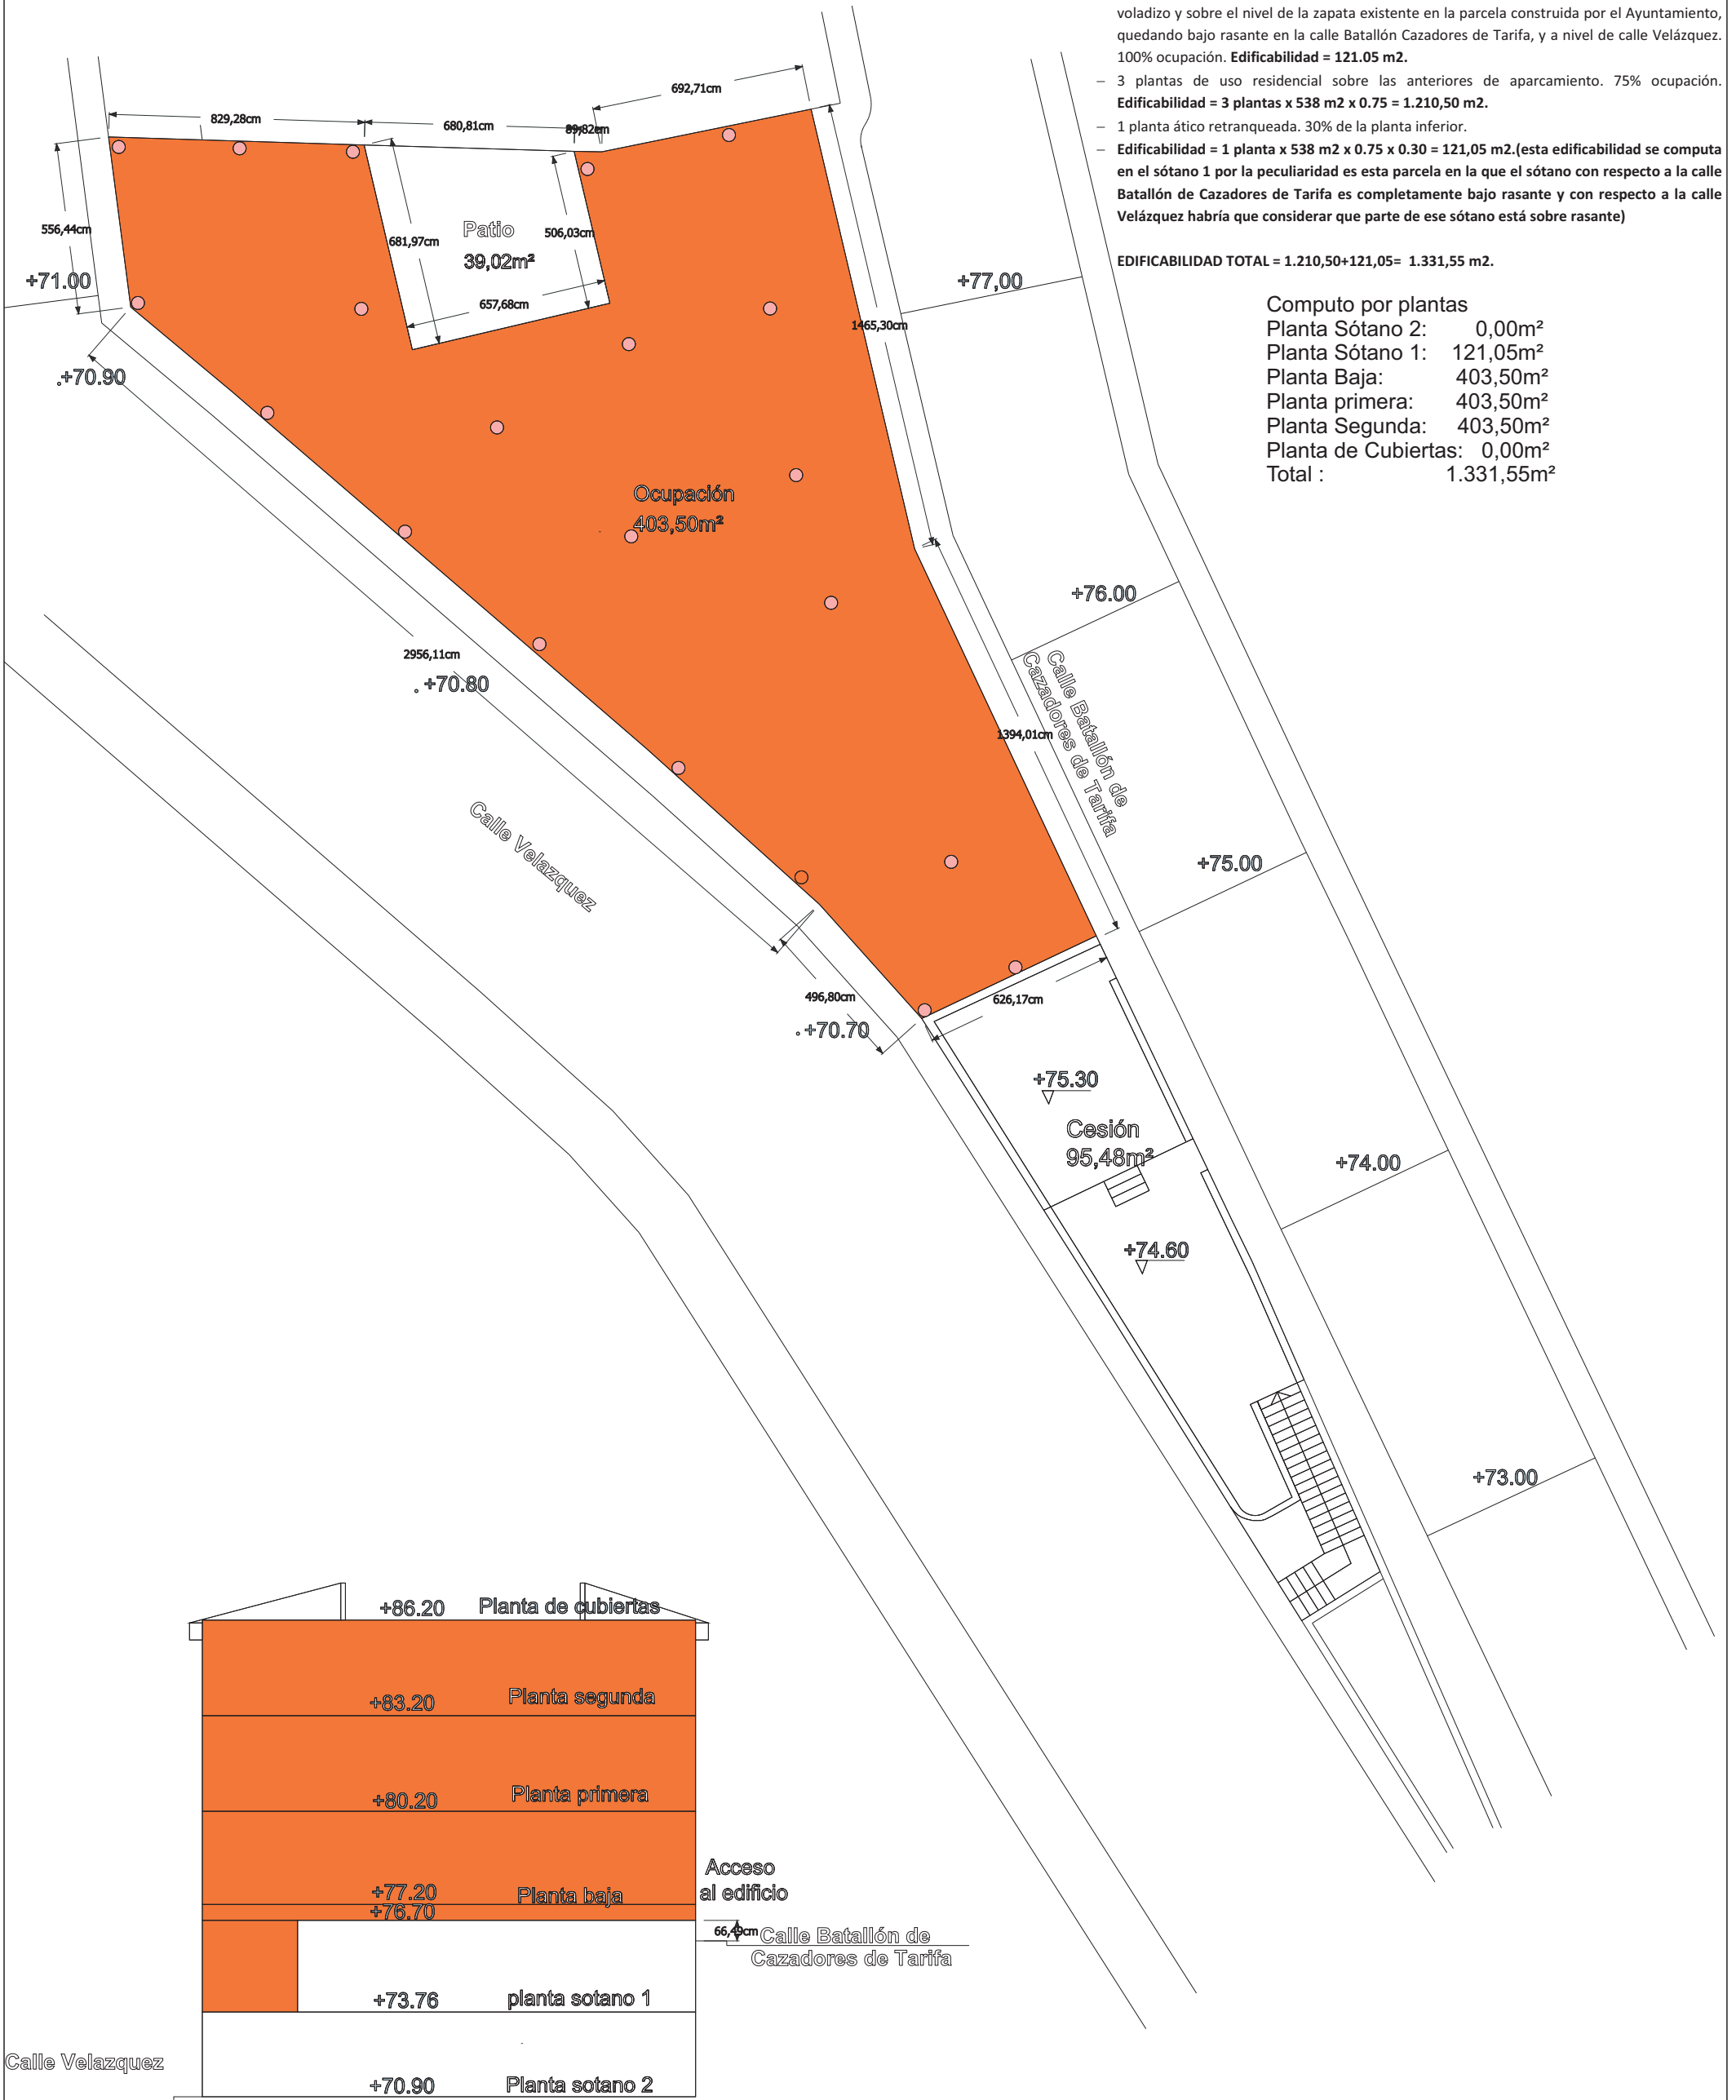 voladizo y sobre el nivel de la zapata existente en la parcela construida por el Ayuntamiento,
quedando bajo rasante en la calle Batallón Cazadores de Tarifa, y a nivel de calle Velázquez.
100% ocupación. Edificabilidad = 121.05 m2.
– 3 plantas de uso residencial sobre las anteriores de aparcamiento. 75% ocupación.
Edificabilidad = 3 plantas x 538 m2 x 0.75 = 1.210,50 m2.
– 1 planta ático retranqueada. 30% de la planta inferior.
– Edificabilidad = 1 planta x 538 m2 x 0.75 x 0.30 = 121,05 m2.(esta edificabilidad se computa
en el sótano 1 por la peculiaridad es esta parcela en la que el sótano con respecto a la calle
Batallón de Cazadores de Tarifa es completamente bajo rasante y con respecto a la calle
Velázquez habría que considerar que parte de ese sótano está sobre rasante)
EDIFICABILIDAD TOTAL = 1.210,50+121,05= 1.331,55 m2.
Computo por plantas
Planta Sótano 2: 0,00m²
Planta Sótano 1: 121,05m²
Planta Baja: 403,50m²
Planta primera: 403,50m²
Planta Segunda: 403,50m²
Planta de Cubiertas: 0,00m²
Total : 1.331,55m²
692,71cm
829,28cm
680,81cm
89,82cm
556,44cm
Patio
39,02m²
681,97cm
506,03cm
657,68cm
+71.00
+77,00
1465,30cm
.+70.90
Ocupación
403,50m²
+76.00
2956,11cm
.+70.80
Calle Batallón de
Cazadores de Tarifa
1394,01cm
Calle Velazquez
+75.00
496,80cm
.+70.70
626,17cm
+75.30
Cesión
95,48m²
+74.00
+74.60
+73.00
+86.20 Planta de cubiertas
+83.20 Planta segunda
+80.20 Planta primera
Acceso
al edificio
+77.20 Planta baja
+76.70
66,49cm
Calle Batallón de
Cazadores de Tarifa
+73.76 planta sotano 1
Calle Velazquez
+70.90 Planta sotano 2